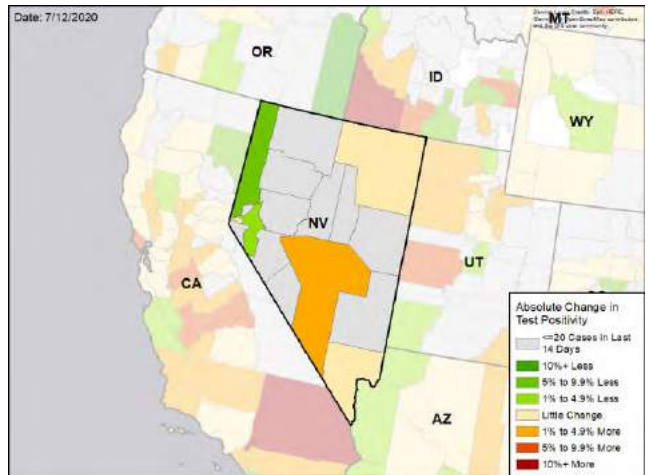 Date: 7/12/2020
MT
OR
ID
WY
NV
CA
UT
AZ
Absolute Change in
Test Positivity
<=20 Cases in Last
14 Days
10%+ Less
5% to 9.9% Less
1% to 4.9% Less
Little Change
1% to 4.9% More
5% to 9.9% More
10%+ More